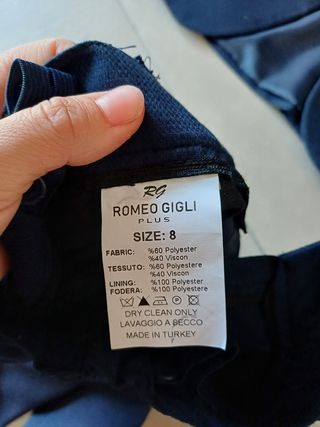 RG
ROMEO GIGLI
PLUS
SIZE: 8
FABRIC: %60 Polyester
%40 Viscon
TESSUTO: %60 Polyestere
%40 Viscon
LINING: %100 Polyester
FODERA: %100 Polyestere
DRY CLEAN ONLY
LAVAGGIO A BECCO
MADE IN TURKEY